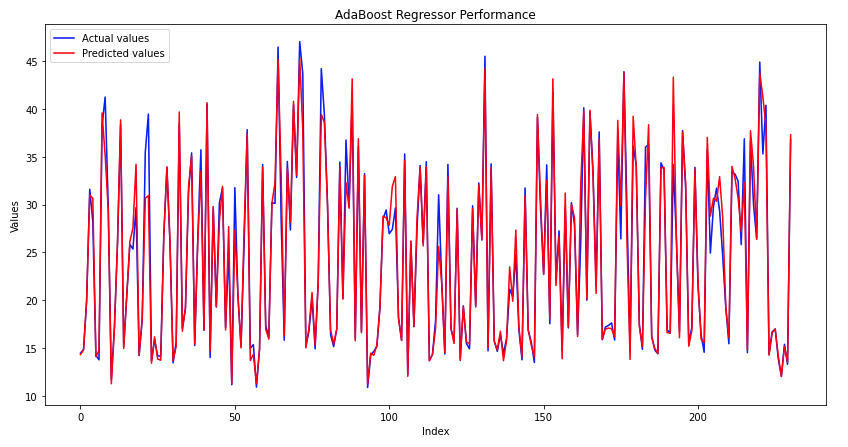 AdaBoost Regressor Performance
Actual values
Predicted values
45
40
35
30
25
20
15
10
Values
0
50
100
150
200
Index